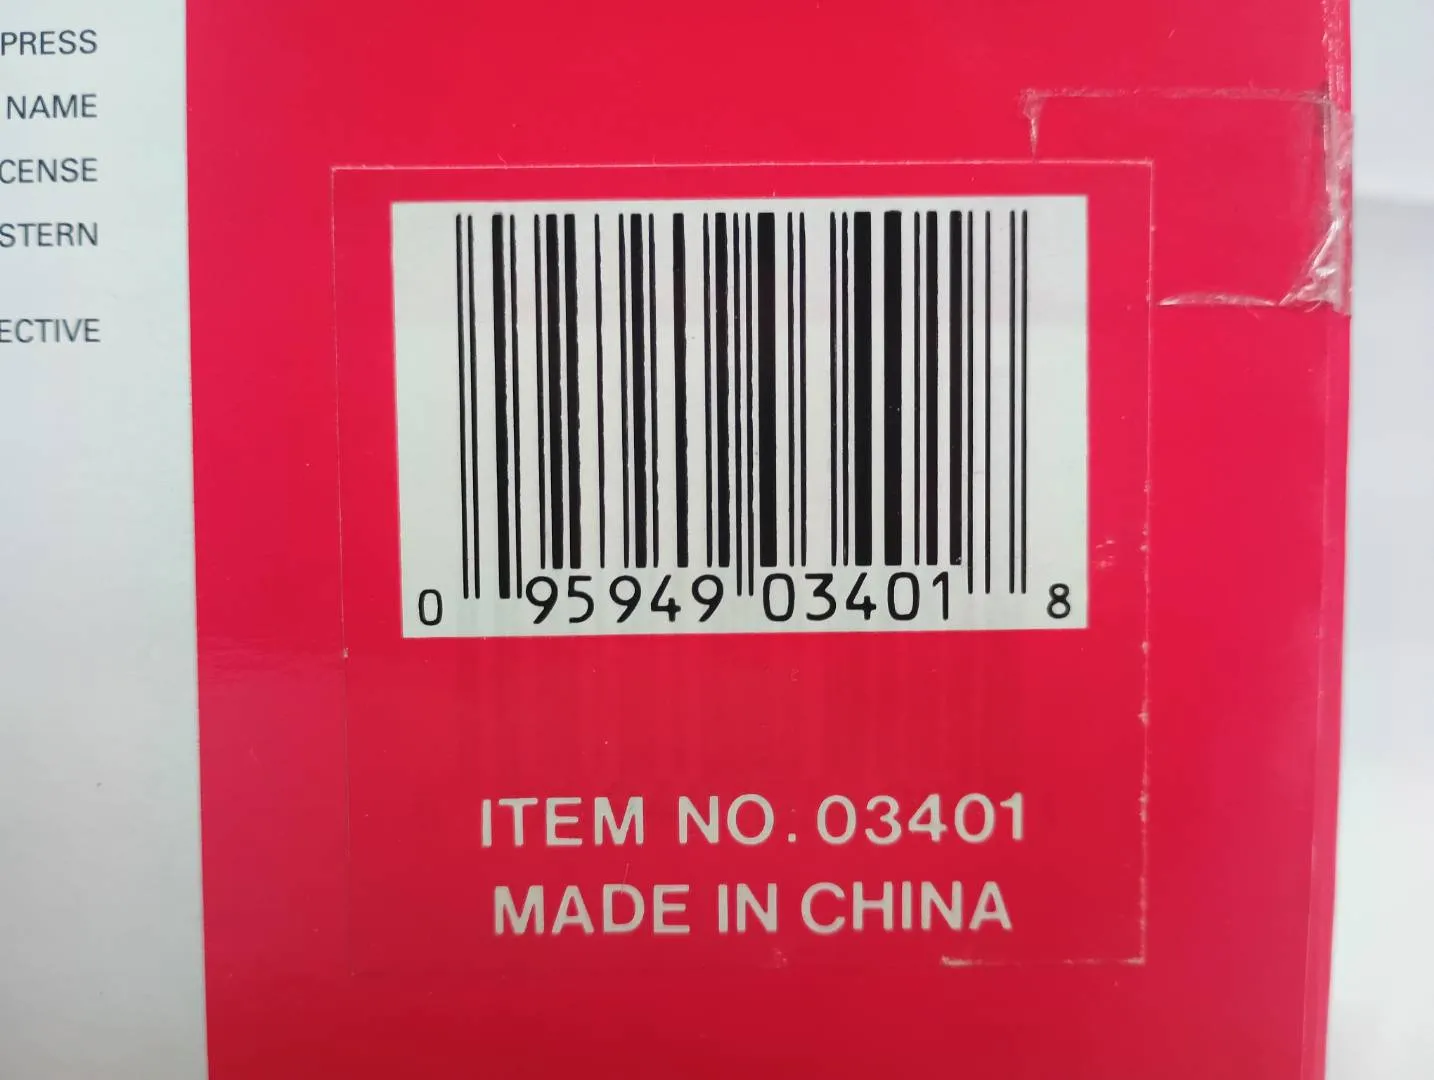 PRESS
NAME
CENSE
STERN
ECTIVE
0 95949 03401 8
ITEM NO. 03401
MADE IN CHINA